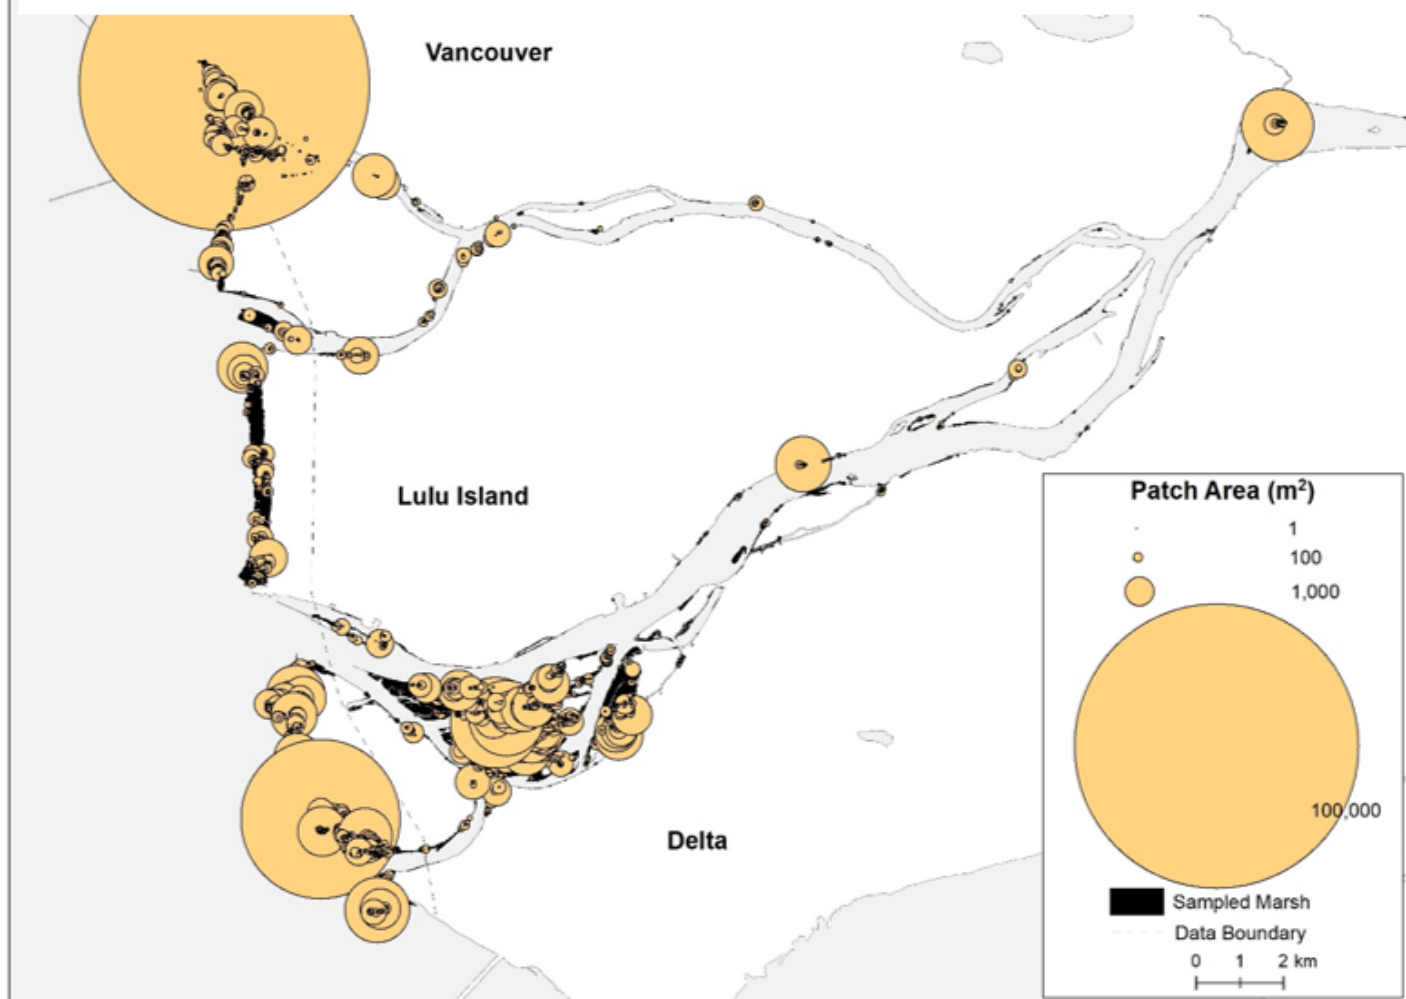 Vancouver
Lulu Island
Delta
Patch Area (m²)
1
100
1,000
100,000
Sampled Marsh
Data Boundary
0 1 2 km